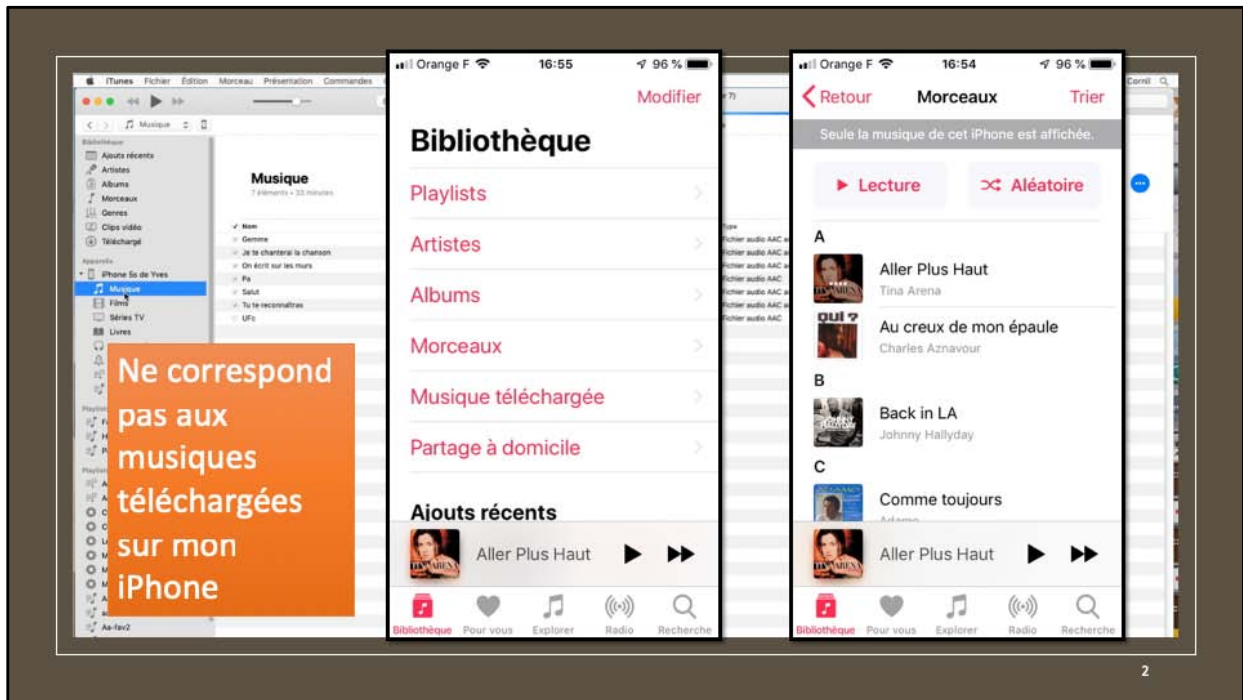 iTunes Fichier Édition Morceau Présentation Commandes
Cornil
Musique
Bibliothèque
Ajouts récents
Artistes
Albums
Morceaux
Genres
Clips vidéo
Téléchargé
Appareils
iPhone 5s de Yves
Musique
Films
Séries TV
Livres
Aa-fav2
Musique
7 éléments • 33 minutes
Nom
Gemme
Je te chanterai la chanson
On écrit sur les murs
Pa
Salut
Tu te reconnaîtras
UFo
Type
Fichier audio AAC
Fichier audio AAC
Fichier audio AAC
Fichier audio AAC
Fichier audio AAC
Fichier audio AAC
Fichier audio AAC
Ne correspond
pas aux
musiques
téléchargées
sur mon
iPhone
Orange F 16:55 96 %
Modifier
Bibliothèque
Playlists
Artistes
Albums
Morceaux
Musique téléchargée
Partage à domicile
Ajouts récents
Aller Plus Haut
Bibliothèque Pour vous Explorer Radio Recherche
Orange F 16:54 96 %
Retour Morceaux Trier
Seule la musique de cet iPhone est affichée.
Lecture Aléatoire
A
Aller Plus Haut
Tina Arena
QUI ?
Au creux de mon épaule
Charles Aznavour
B
Back in LA
Johnny Hallyday
C
Comme toujours
Adamo
Aller Plus Haut
Bibliothèque Pour vous Explorer Radio Recherche
2